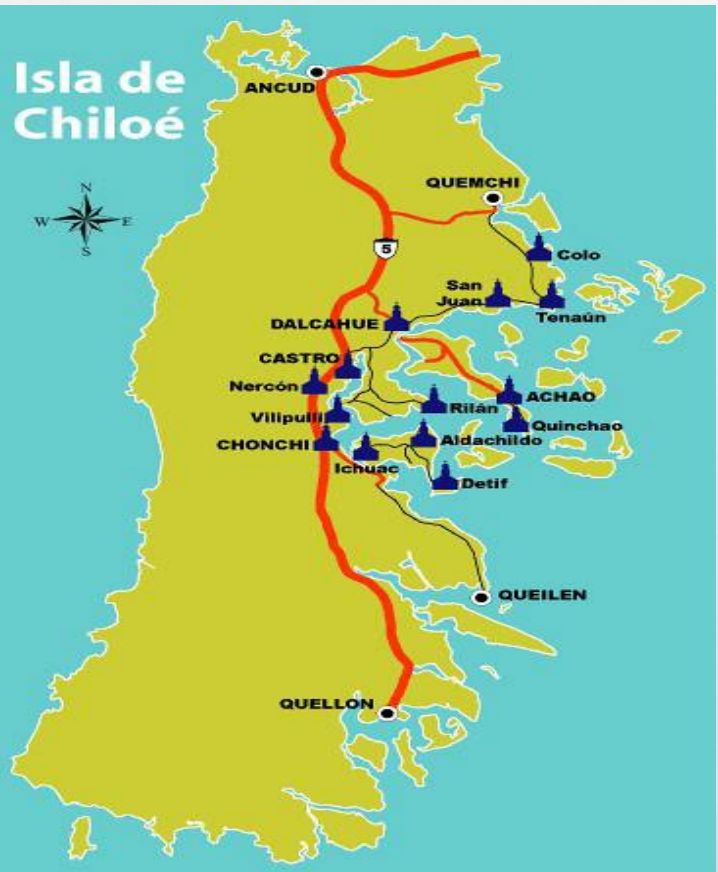 Isla de
Chiloé
ANCUD
QUEMCHI
N
W
E
S
5
Colo
San
Juan
Tenaún
DALCAHUE
CASTRO
Nercón
ACHAO
Rilán
Vilipulli
Quinchao
CHONCHI
Aldachildo
Ichuac
Detif
QUEILEN
QUELLON